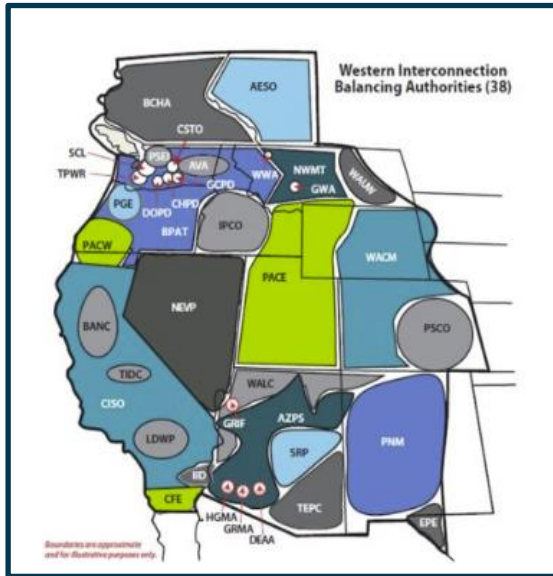 Western Interconnection
Balancing Authorities (38)
BCHA
AESO
CSTO
SCL
PSEI
AVA
TPWR
WWA
NWMT
WAUW
GCPD
GWA
PGE
CHPD
DOPD
IPCO
BPAT
PACW
PACE
WACM
NEVP
BANC
PSCO
TIDC
WALC
CISO
GRIF
AZPS
PNM
LDWP
SRP
IID
TEPC
CFE
HGMA
GRMA
DEAA
EPE
Boundaries are approximate
and for illustrative purposes only.